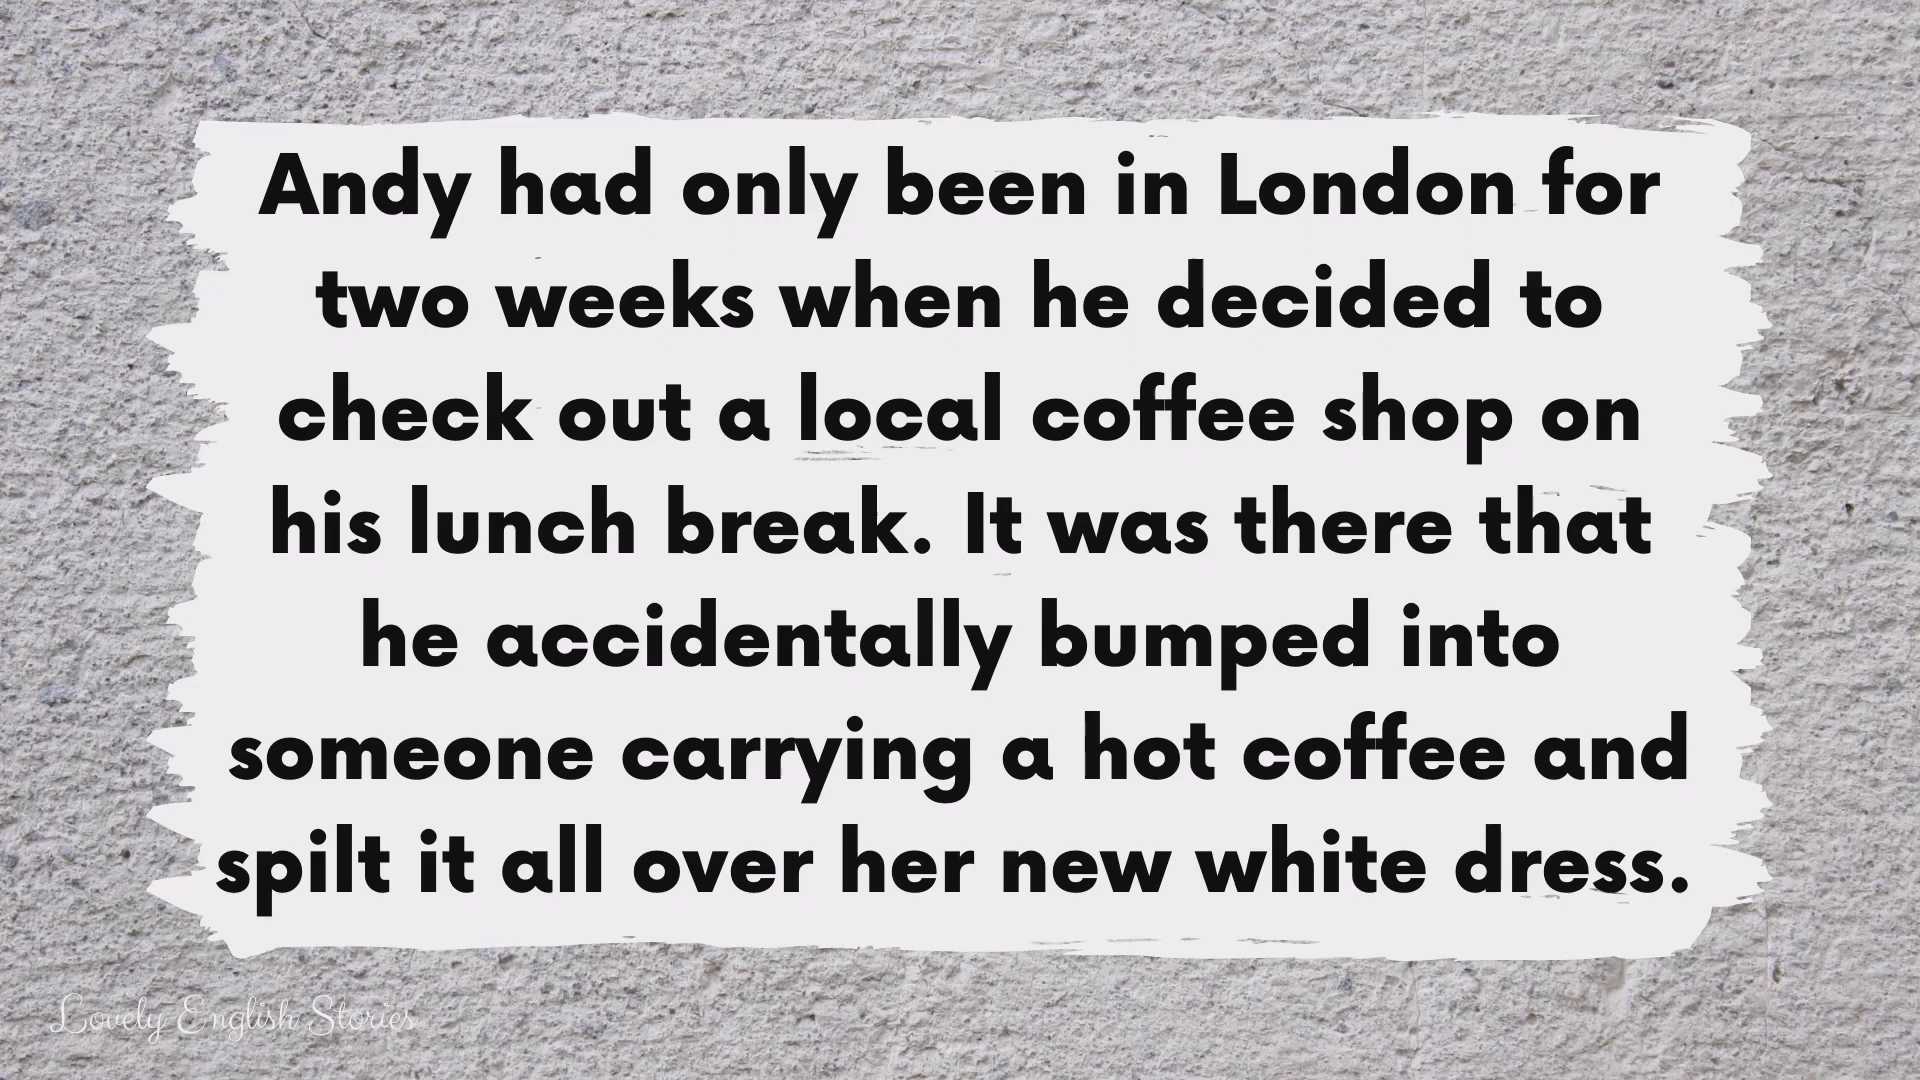 Andy had only been in London for
two weeks when he decided to
check out a local coffee shop on
his lunch break. It was there that
he accidentally bumped into
someone carrying a hot coffee and
spilt it all over her new white dress.
Lovely English Stories